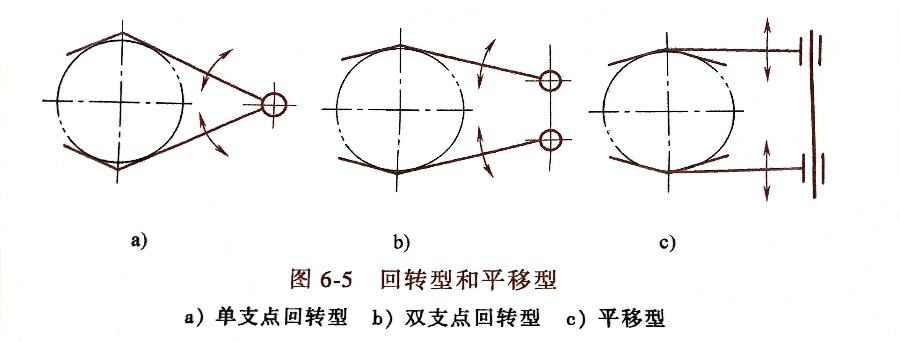 a) b) c)
图 6-5 回转型和平移型
a) 单支点回转型 b) 双支点回转型 c) 平移型